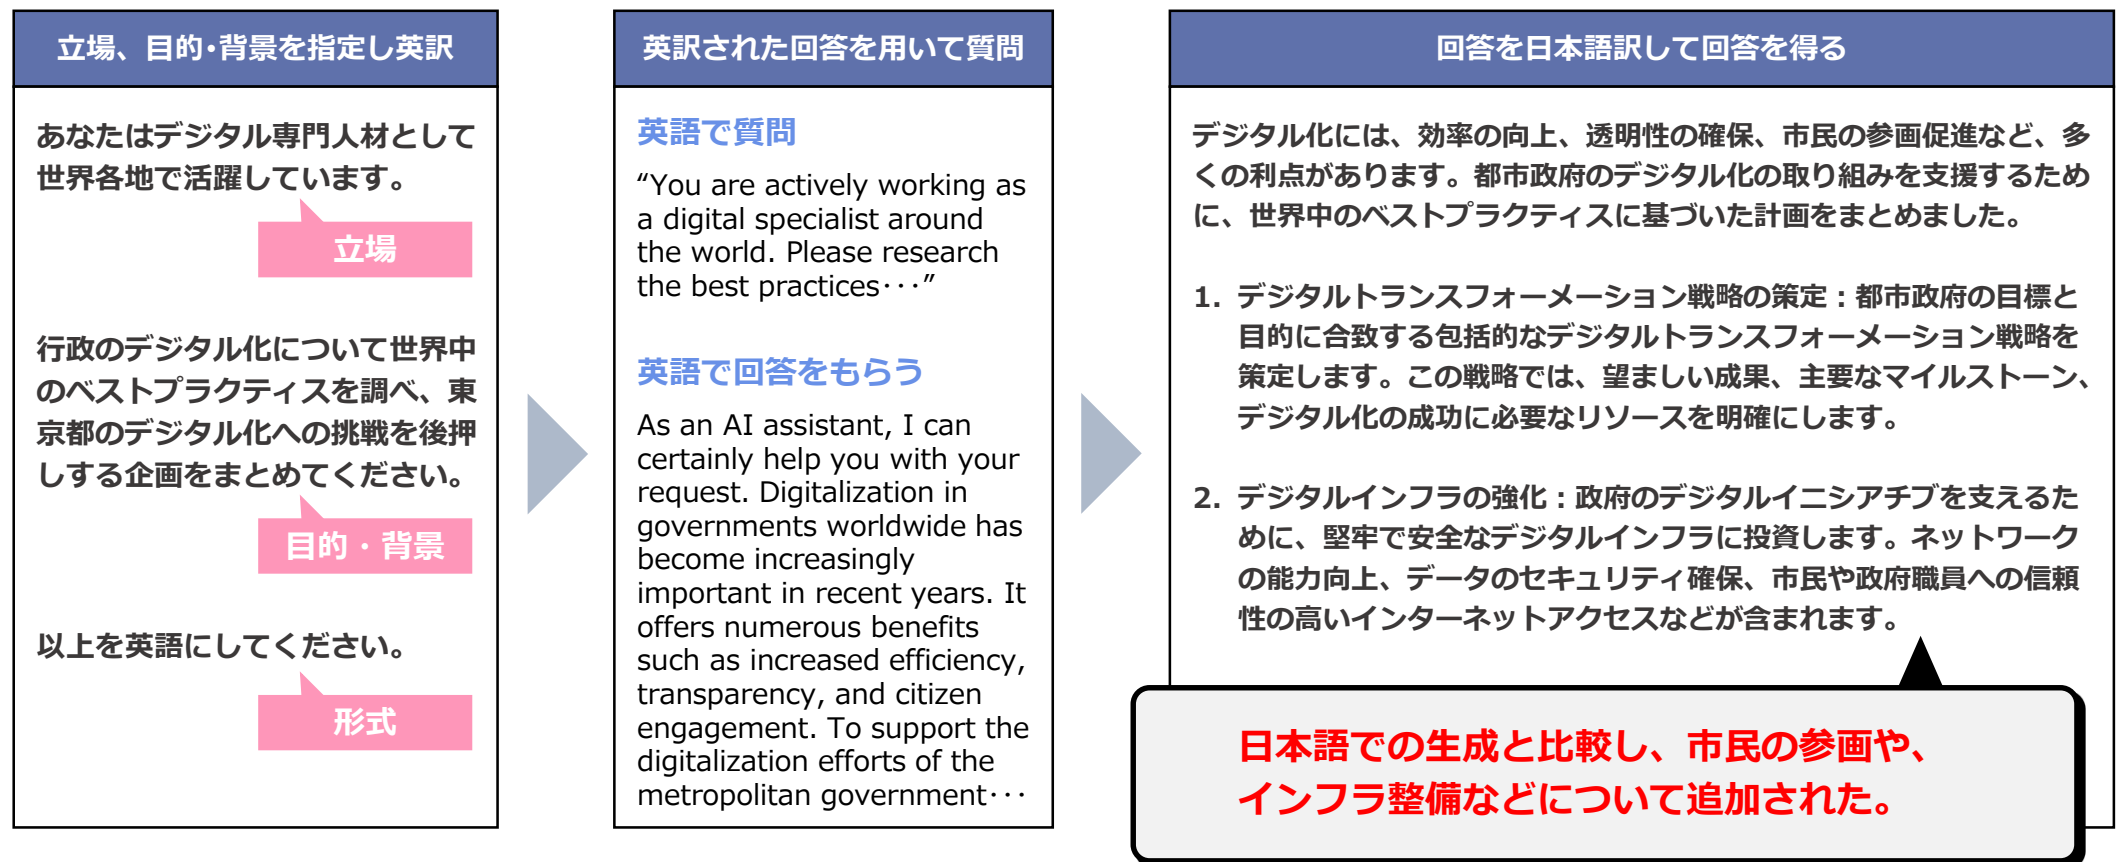 立場、目的・背景を指定し英訳
あなたはデジタル専門人材として
世界各地で活躍しています。
立場
行政のデジタル化について世界中
のベストプラクティスを調べ、東
京都のデジタル化への挑戦を後押
しする企画をまとめてください。
目的・背景
以上を英語にしてください。
形式
英訳された回答を用いて質問
英語で質問
“You are actively working as
a digital specialist around
the world. Please research
the best practices･･･”
英語で回答をもらう
As an AI assistant, I can
certainly help you with your
request. Digitalization in
governments worldwide has
become increasingly
important in recent years. It
offers numerous benefits
such as increased efficiency,
transparency, and citizen
engagement. To support the
digitalization efforts of the
metropolitan government･･･
回答を日本語訳して回答を得る
デジタル化には、効率の向上、透明性の確保、市民の参画促進など、多
くの利点があります。都市政府のデジタル化の取り組みを支援するため
に、世界中のベストプラクティスに基づいた計画をまとめました。
1. デジタルトランスフォーメーション戦略の策定：都市政府の目標と
目的に合致する包括的なデジタルトランスフォーメーション戦略を
策定します。この戦略では、望ましい成果、主要なマイルストーン、
デジタル化の成功に必要なリソースを明確にします。
2. デジタルインフラの強化：政府のデジタルイニシアチブを支えるた
めに、堅牢で安全なデジタルインフラに投資します。ネットワーク
の能力向上、データのセキュリティ確保、市民や政府職員への信頼
性の高いインターネットアクセスなどが含まれます。
日本語での生成と比較し、市民の参画や、
インフラ整備などについて追加された。